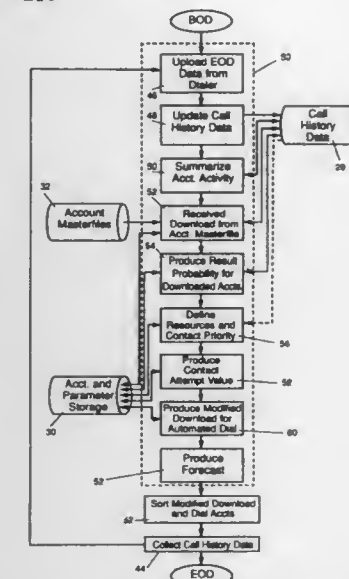 BOD
Upload EOD
Data from
Dialer
46
Update Call
History Data
48
Call
History
Data
Summarize
Acct. Activity
50
32
Account
Masterfiles
52
Received
Download from
Acct. Masterfile
54
Produce Result
Probability for
Downloaded Accts.
Define
Resources and
Contact Priority
56
Produce
Contact
Attempt Value
58
Acct. and
Parameter
Storage
30
Produce Modified
Download for
Automated Dial
60
Produce
Forecast
Sort Modified Download
and Dial Accts
Collect Call History Data
44
EOD